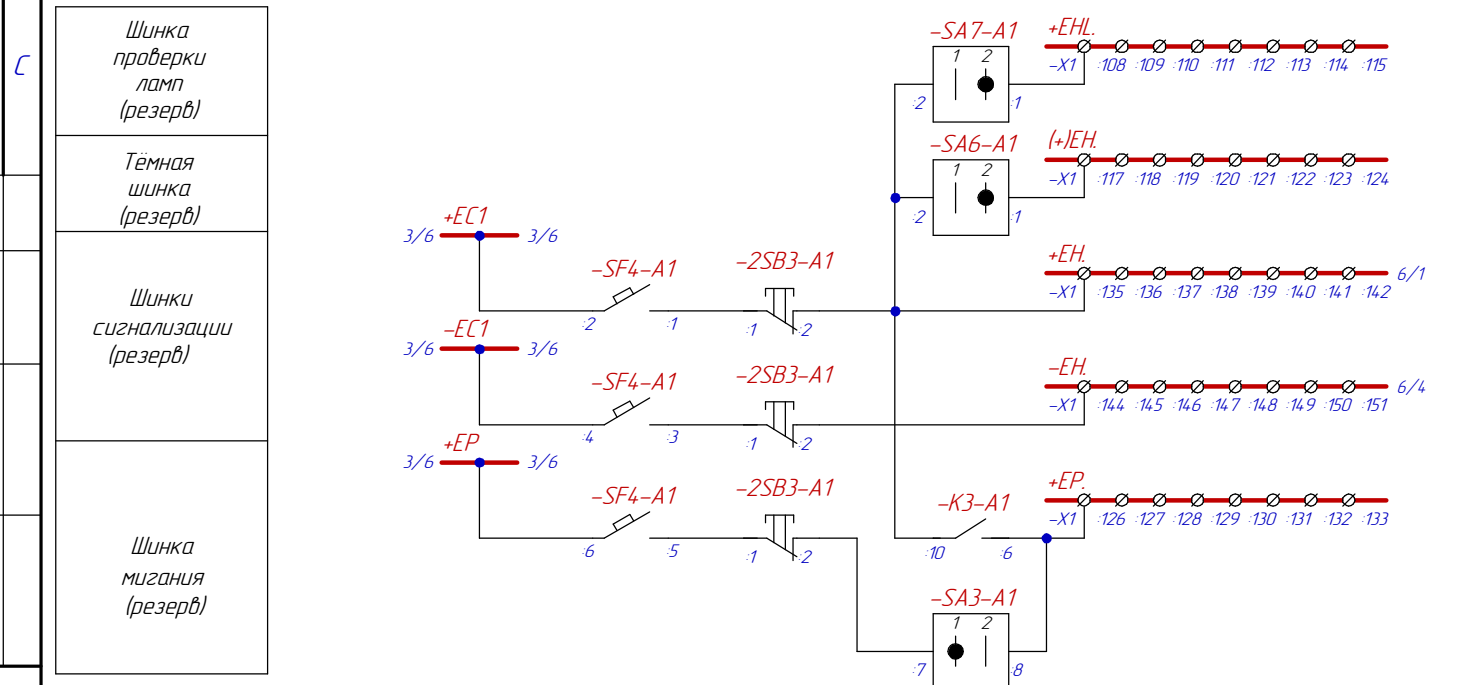 С
Шинка
проверки
ламп
(резерв)
Тёмная
шинка
(резерв)
Шинки
сигнализации
(резерв)
Шинка
мигания
(резерв)
-SA7-A1
1 2
:2 :1
+EHL.
-X1 :108 :109 :110 :111 :112 :113 :114 :115
-SA6-A1
1 2
:2 :1
(+)EH.
-X1 :117 :118 :119 :120 :121 :122 :123 :124
+EC1
3/6 3/6
-SF4-A1
:2 :1
-2SB3-A1
:1 :2
+EH.
6/1
-X1 :135 :136 :137 :138 :139 :140 :141 :142
-EC1
3/6 3/6
-SF4-A1
:4 :3
-2SB3-A1
:1 :2
-EH.
6/4
-X1 :144 :145 :146 :147 :148 :149 :150 :151
+EP
3/6 3/6
-SF4-A1
:6 :5
-2SB3-A1
:1 :2
-K3-A1
:10 :6
+EP.
-X1 :126 :127 :128 :129 :130 :131 :132 :133
-SA3-A1
1 2
:7 :8